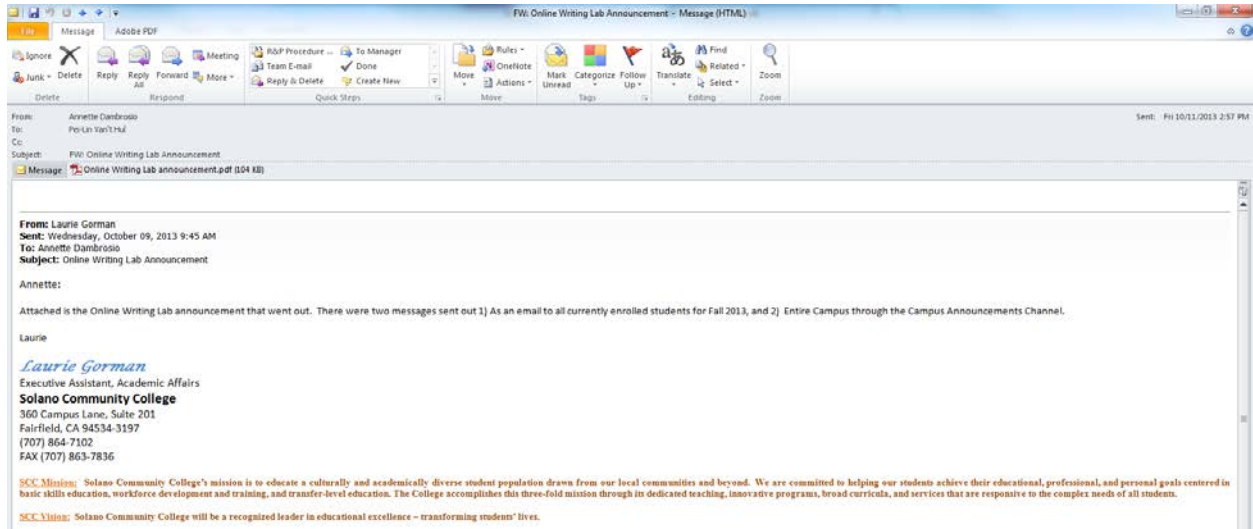 FW: Online Writing Lab Announcement - Message (HTML)
File Message Adobe PDF
Ignore
Junk
Delete
Reply
Reply All
Forward
Meeting
More
R&P Procedure ...
Team E-mail
Reply & Delete
To Manager
Done
Create New
Move
Rules
OneNote
Actions
Mark Unread
Categorize
Follow Up
Translate
Find
Related
Select
Zoom
Delete Respond Quick Steps Move Tags Editing Zoom
From: Annette Dambrosio Sent: Fri 10/11/2013 2:57 PM
To: Pei-Lin Van't Hul
Cc:
Subject: FW: Online Writing Lab Announcement
Message Online Writing Lab announcement.pdf (104 KB)
From: Laurie Gorman
Sent: Wednesday, October 09, 2013 9:45 AM
To: Annette Dambrosio
Subject: Online Writing Lab Announcement
Annette:
Attached is the Online Writing Lab announcement that went out. There were two messages sent out 1) As an email to all currently enrolled students for Fall 2013, and 2) Entire Campus through the Campus Announcements Channel.
Laurie
Laurie Gorman
Executive Assistant, Academic Affairs
Solano Community College
360 Campus Lane, Suite 201
Fairfield, CA 94534-3197
(707) 864-7102
FAX (707) 863-7836
SCC Mission: Solano Community College's mission is to educate a culturally and academically diverse student population drawn from our local communities and beyond. We are committed to helping our students achieve their educational, professional, and personal goals centered in
basic skills education, workforce development and training, and transfer-level education. The College accomplishes this three-fold mission through its dedicated teaching, innovative programs, broad curricula, and services that are responsive to the complex needs of all students.
SCC Vision: Solano Community College will be a recognized leader in educational excellence – transforming students' lives.